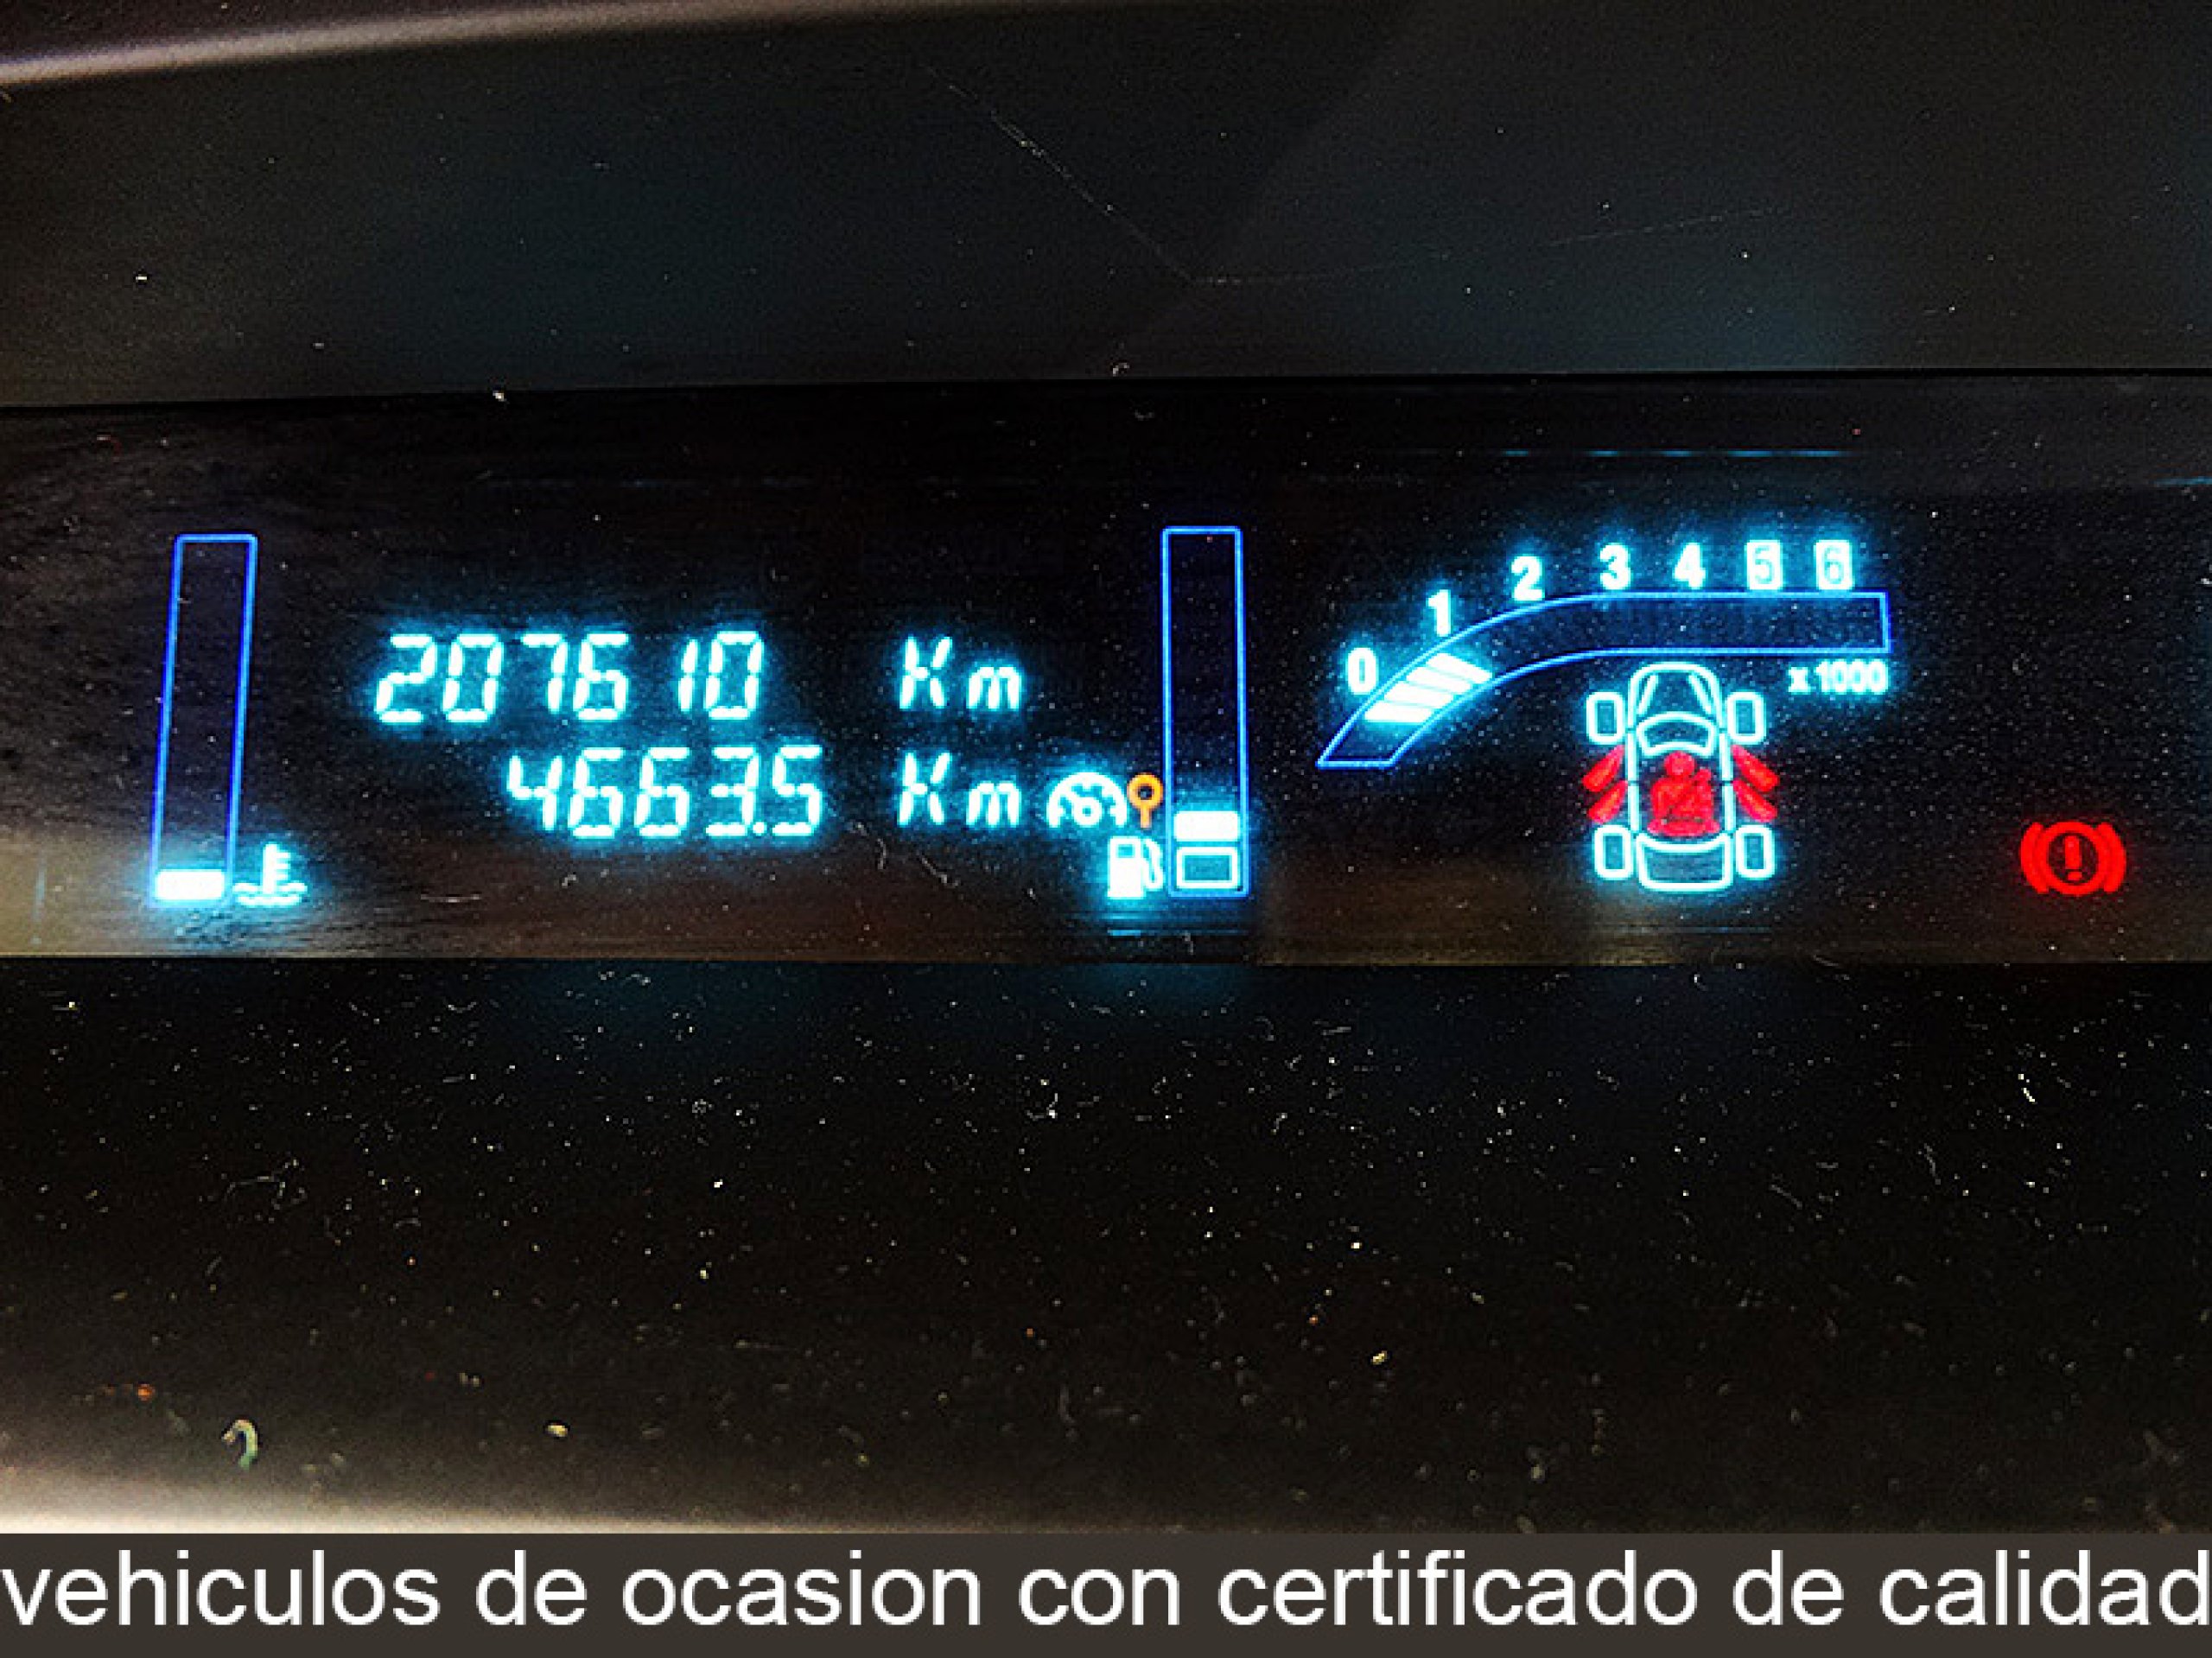 0 1 2 3 4 5 6
x1000
207610 Km
4663.5 Km
vehiculos de ocasion con certificado de calidad